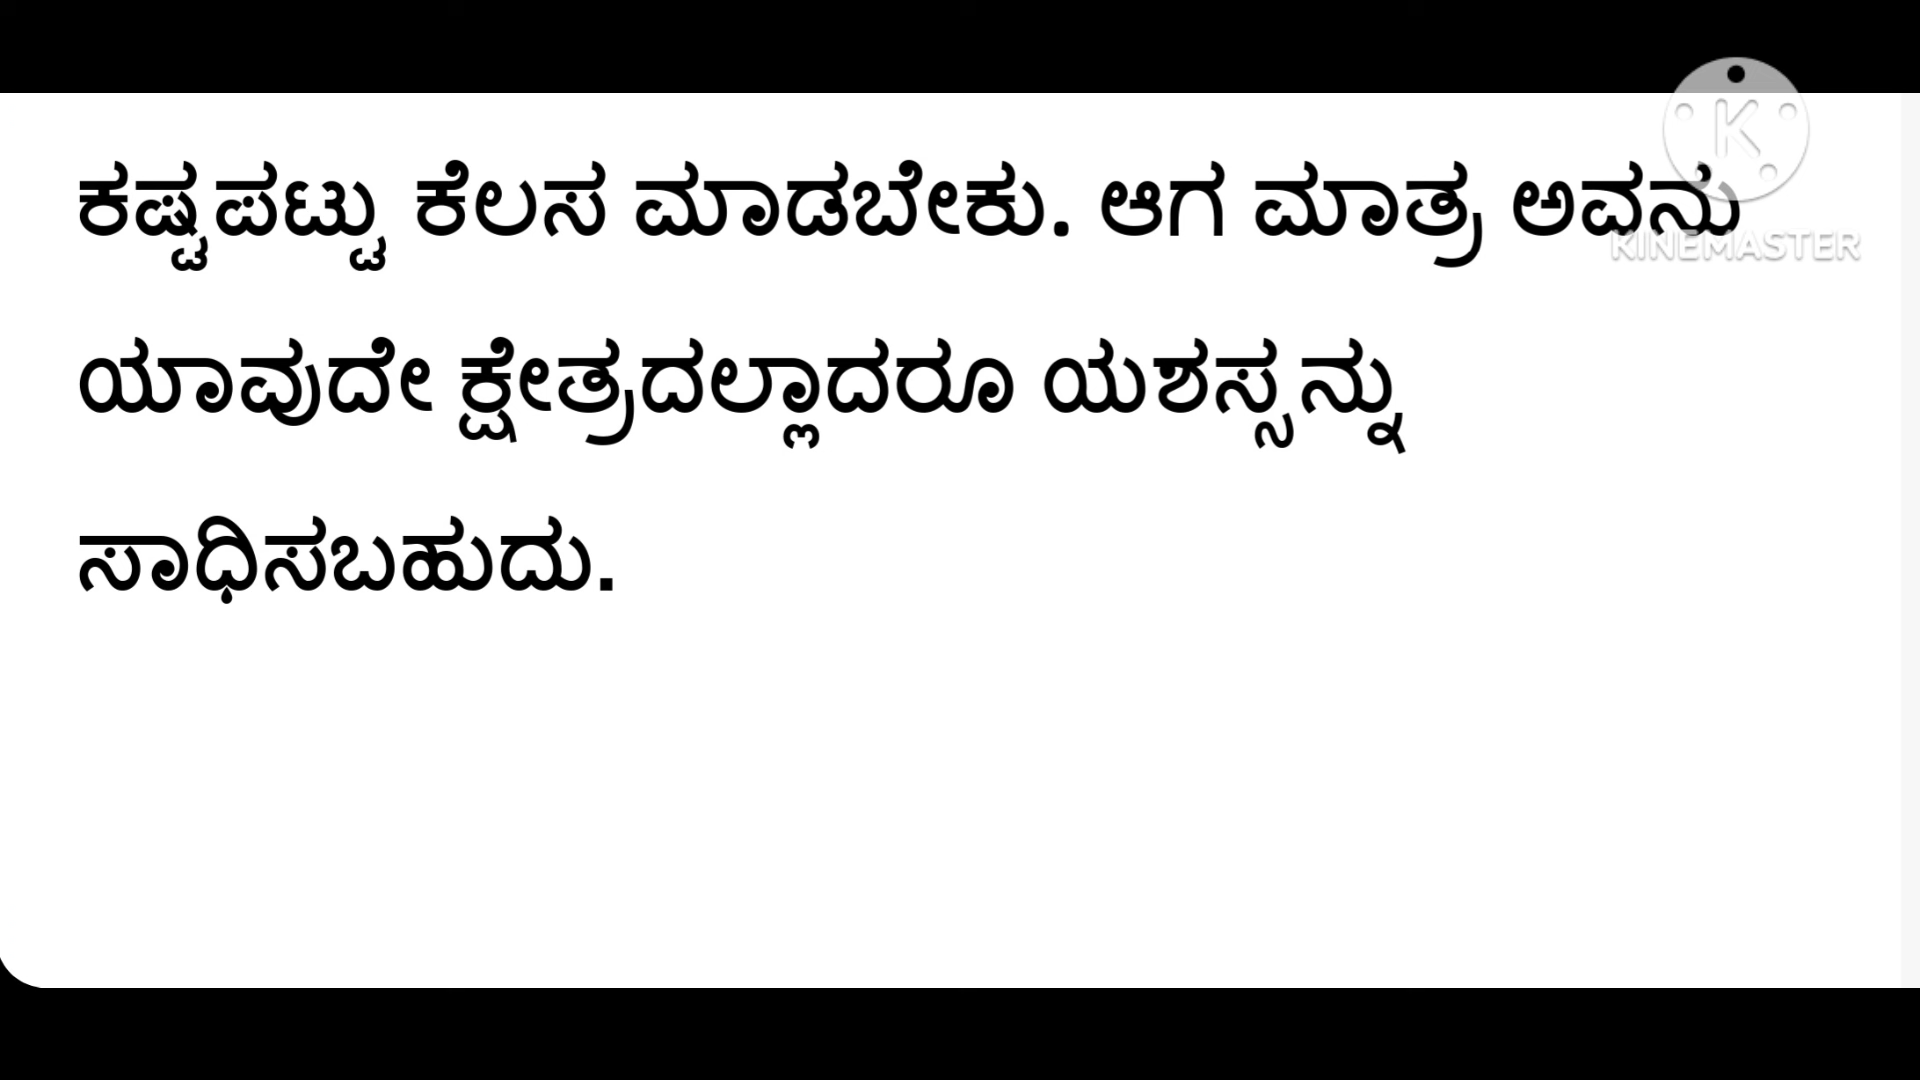 ಕಷ್ಟಪಟ್ಟು ಕೆಲಸ ಮಾಡಬೇಕು. ಆಗ ಮಾತ್ರ ಅವನು
KINEMASTER
ಯಾವುದೇ ಕ್ಷೇತ್ರದಲ್ಲಾದರೂ ಯಶಸ್ಸನ್ನು
ಸಾಧಿಸಬಹುದು.